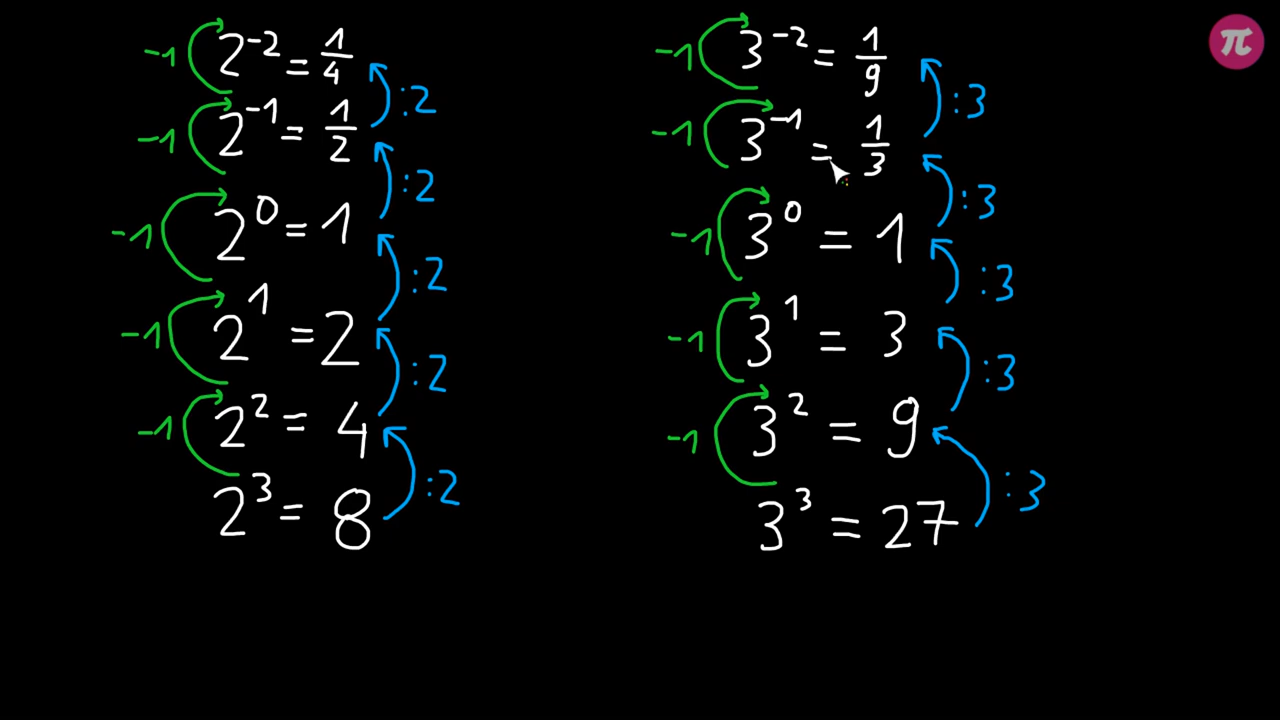 -1 2⁻² = 1/4 :2
-1 2⁻¹ = 1/2 :2
-1 2⁰ = 1 :2
-1 2¹ = 2 :2
-1 2² = 4 :2
2³ = 8
-1 3⁻² = 1/9 :3
-1 3⁻¹ = 1/3 :3
-1 3⁰ = 1 :3
-1 3¹ = 3 :3
-1 3² = 9 :3
3³ = 27
π